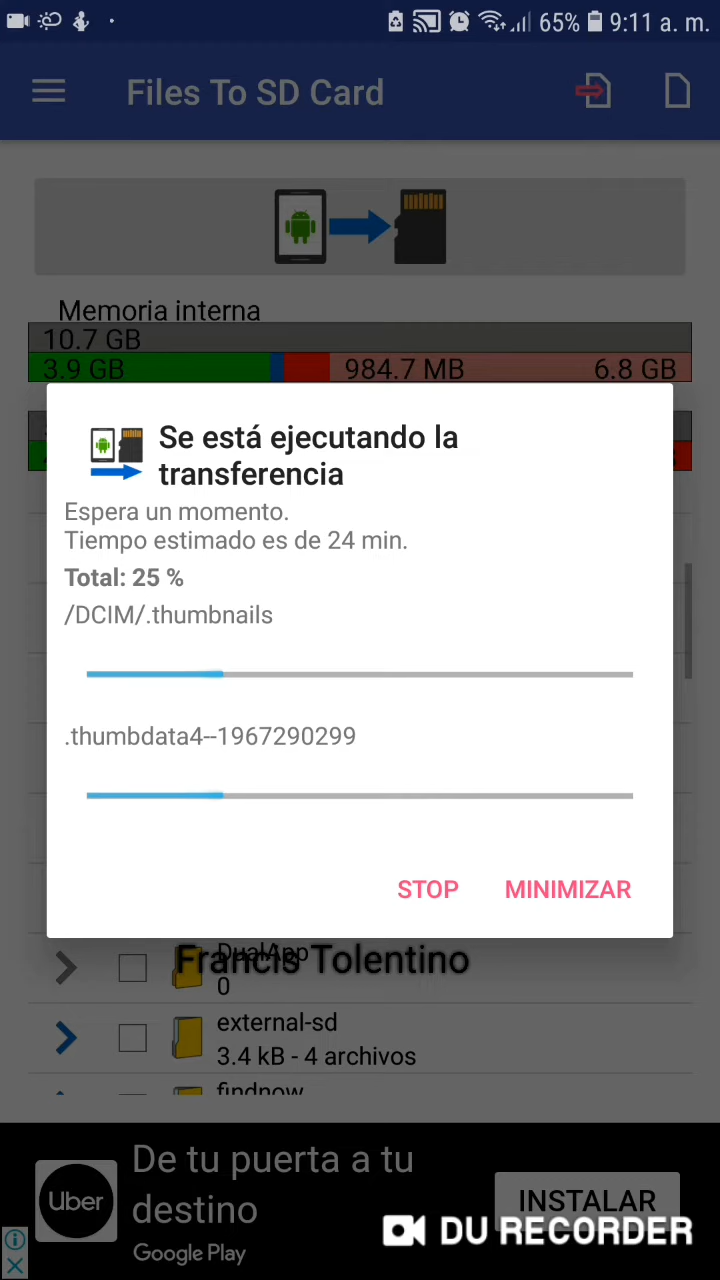 65% 9:11 a. m.
Files To SD Card
Memoria interna
10.7 GB
3.9 GB 984.7 MB 6.8 GB
Se está ejecutando la
transferencia
Espera un momento.
Tiempo estimado es de 24 min.
Total: 25 %
/DCIM/.thumbnails
.thumbdata4--1967290299
STOP MINIMIZAR
DualApp
Francis Tolentino
0
external-sd
3.4 kB - 4 archivos
findnow
De tu puerta a tu
destino
Uber
INSTALAR
DU RECORDER
Google Play